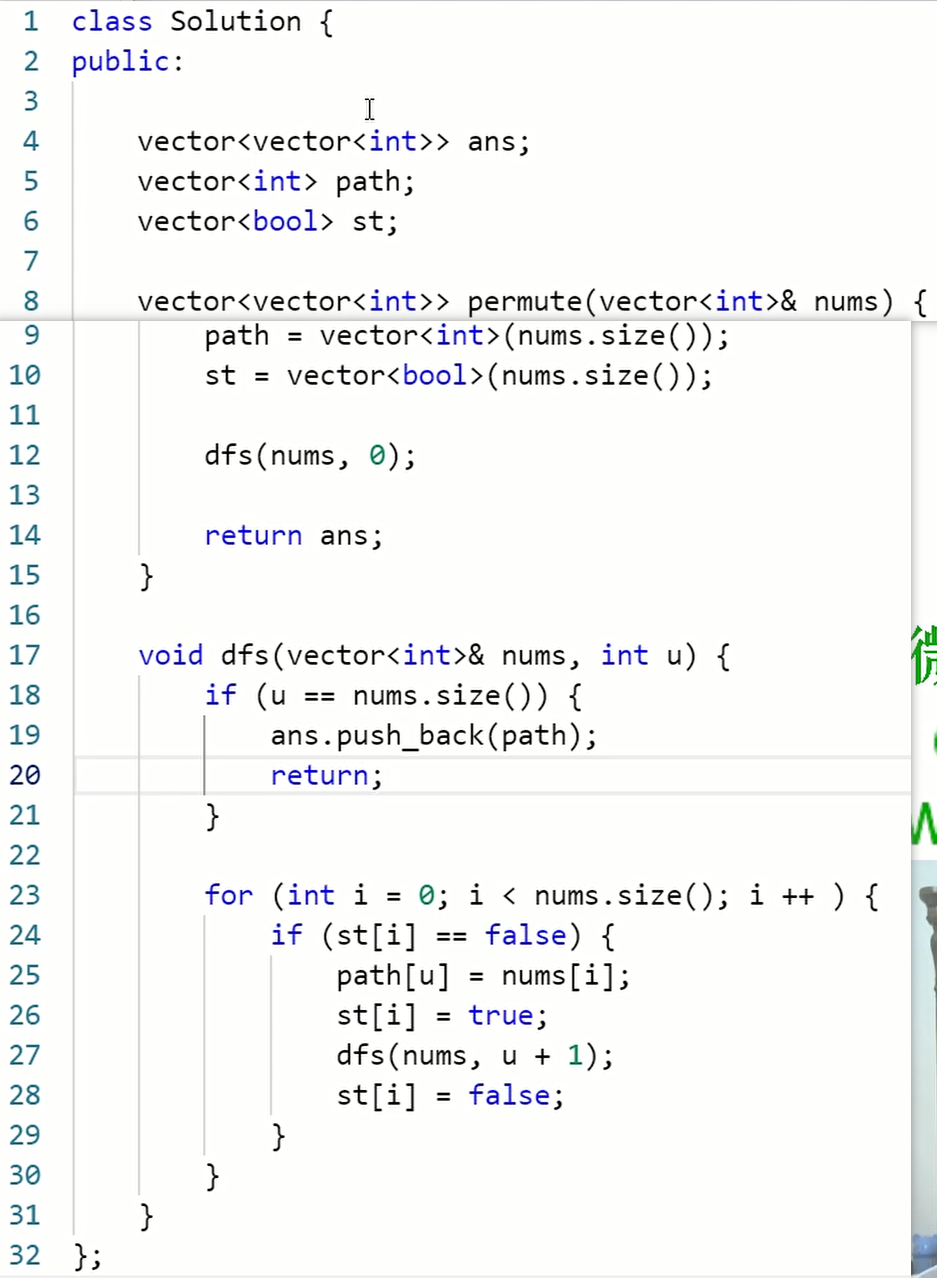 1 class Solution {
2 public:
3
4     vector<vector<int>> ans;
5     vector<int> path;
6     vector<bool> st;
7
8     vector<vector<int>> permute(vector<int>& nums) {
9         path = vector<int>(nums.size());
10         st = vector<bool>(nums.size());
11
12         dfs(nums, 0);
13
14         return ans;
15     }
16
17     void dfs(vector<int>& nums, int u) {
18         if (u == nums.size()) {
19             ans.push_back(path);
20             return;
21         }
22
23         for (int i = 0; i < nums.size(); i ++ ) {
24             if (st[i] == false) {
25                 path[u] = nums[i];
26                 st[i] = true;
27                 dfs(nums, u + 1);
28                 st[i] = false;
29             }
30         }
31     }
32 };